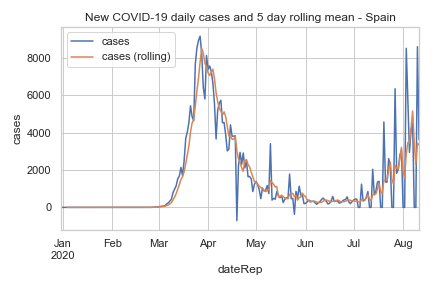 New COVID-19 daily cases and 5 day rolling mean - Spain
cases
cases (rolling)
8000
6000
4000
2000
0
cases
Jan Feb Mar Apr May Jun Jul Aug
2020
dateRep